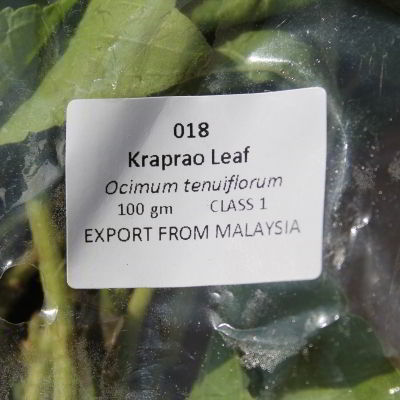 018
Kraprao Leaf
Ocimum tenuiflorum
100 gm CLASS 1
EXPORT FROM MALAYSIA